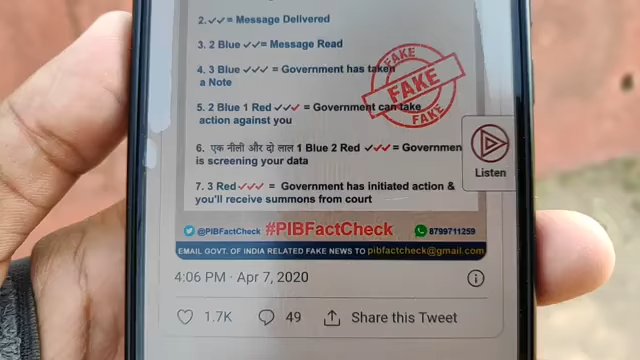 2. ✓✓= Message Delivered
3. 2 Blue ✓✓= Message Read
4. 3 Blue ✓✓✓ = Government has taken
a Note
5. 2 Blue 1 Red ✓✓✓ = Government can take
action against you
6. एक नीली और दो लाल 1 Blue 2 Red ✓✓✓= Governmen
is screening your data
7. 3 Red✓✓✓ = Government has initiated action &
you'll receive summons from court
FAKE
FAKE
FAKE
Listen
@PIBFactCheck #PIBFactCheck 8799711259
EMAIL GOVT. OF INDIA RELATED FAKE NEWS TO pibfactcheck@gmail.com
4:06 PM · Apr 7, 2020
1.7K 49 Share this Tweet